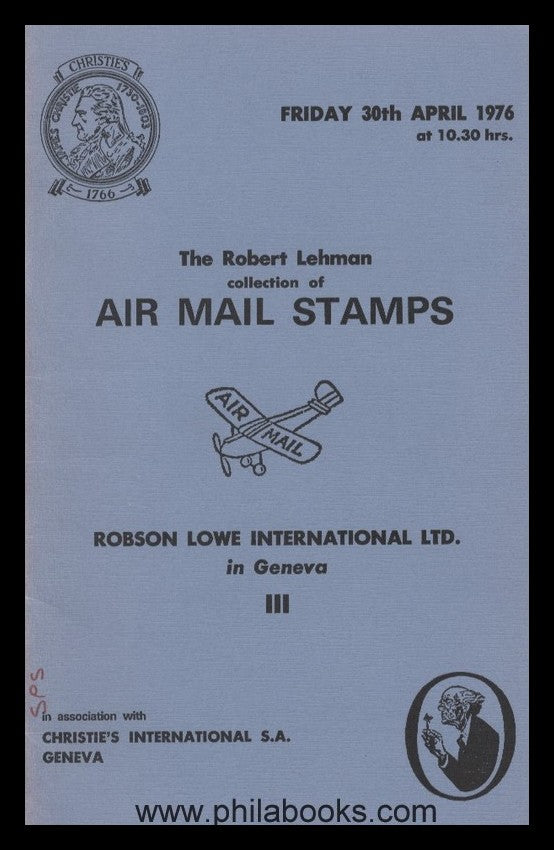 CHRISTIE'S
JAMES CHRISTIE 1730-1803
1766
FRIDAY 30th APRIL 1976
at 10.30 hrs.
The Robert Lehman
collection of
AIR MAIL STAMPS
AIR
MAIL
ROBSON LOWE INTERNATIONAL LTD.
in Geneva
III
SPS
in association with
CHRISTIE'S INTERNATIONAL S.A.
GENEVA
www.philabooks.com